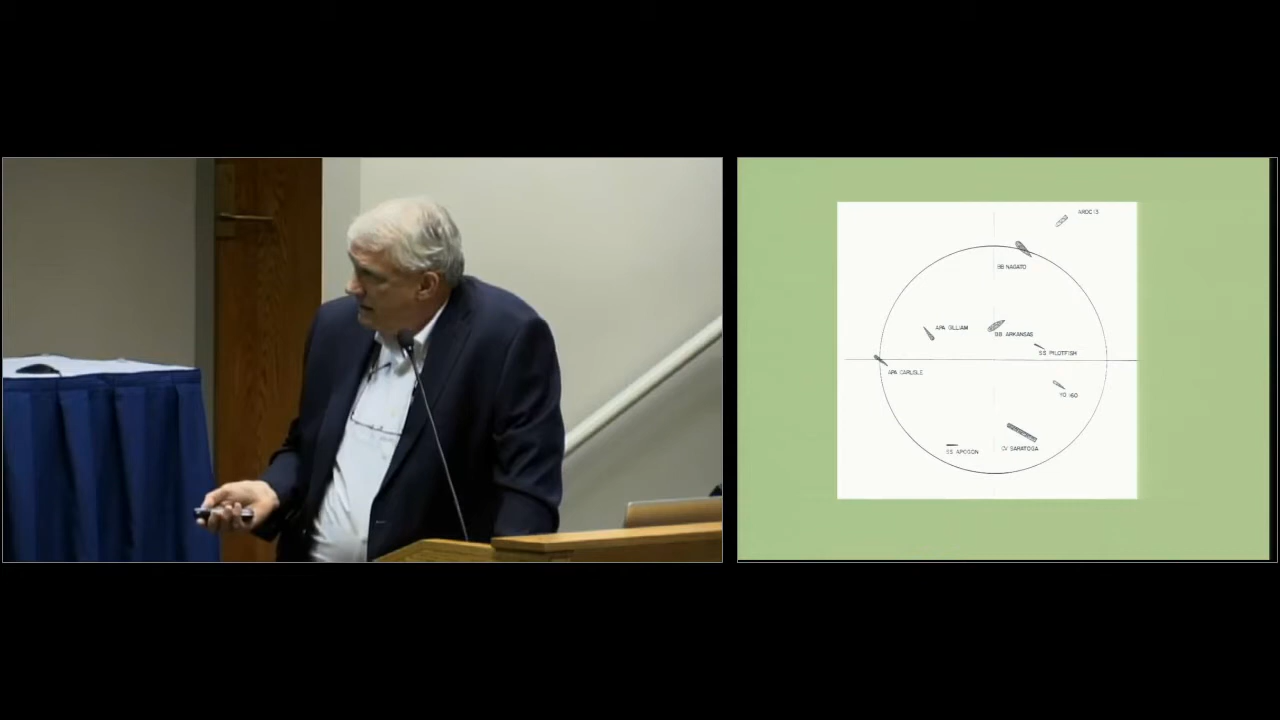 ARDC 13
BB NAGATO
APA GILLIAM
BB ARKANSAS
SS PILOTFISH
APA CARLISLE
YO 160
SS APOGON
CV SARATOGA